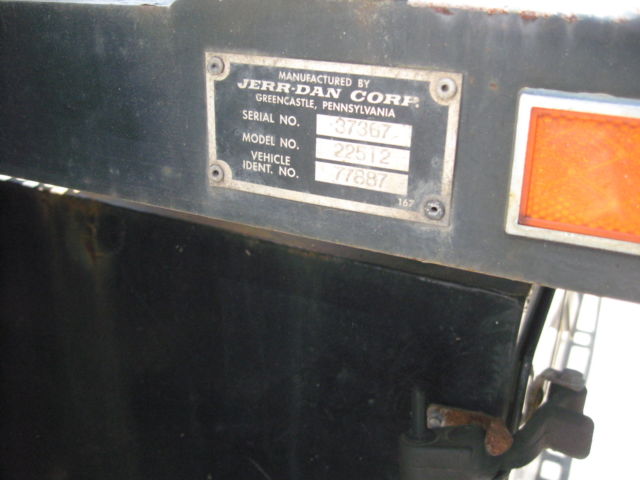 MANUFACTURED BY
JERR-DAN CORP.
GREENCASTLE, PENNSYLVANIA
SERIAL NO. 37367
MODEL NO. 22512
VEHICLE
IDENT. NO. 77887
167